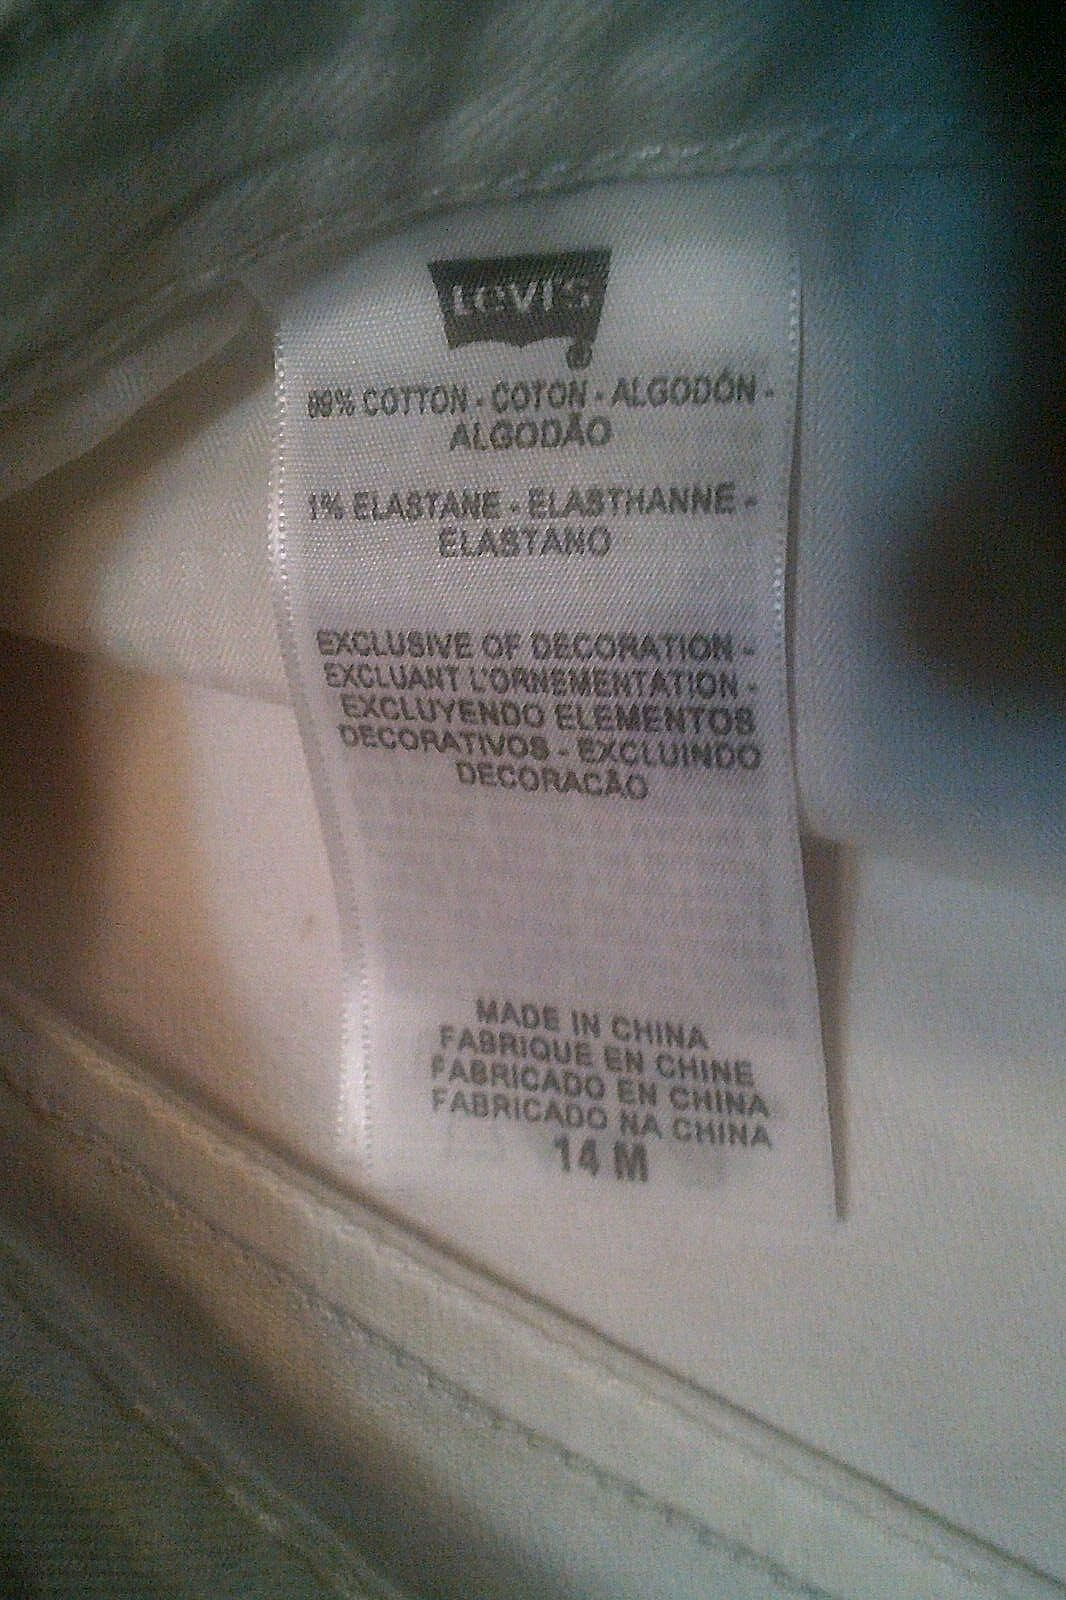 Levi's
®
99% COTTON - COTON - ALGODÓN -
ALGODÃO
1% ELASTANE - ELASTHANNE -
ELASTANO
EXCLUSIVE OF DECORATION -
EXCLUANT L'ORNEMENTATION -
EXCLUYENDO ELEMENTOS
DECORATIVOS - EXCLUINDO
DECORACÃO
MADE IN CHINA
FABRIQUE EN CHINE
FABRICADO EN CHINA
FABRICADO NA CHINA
14 M